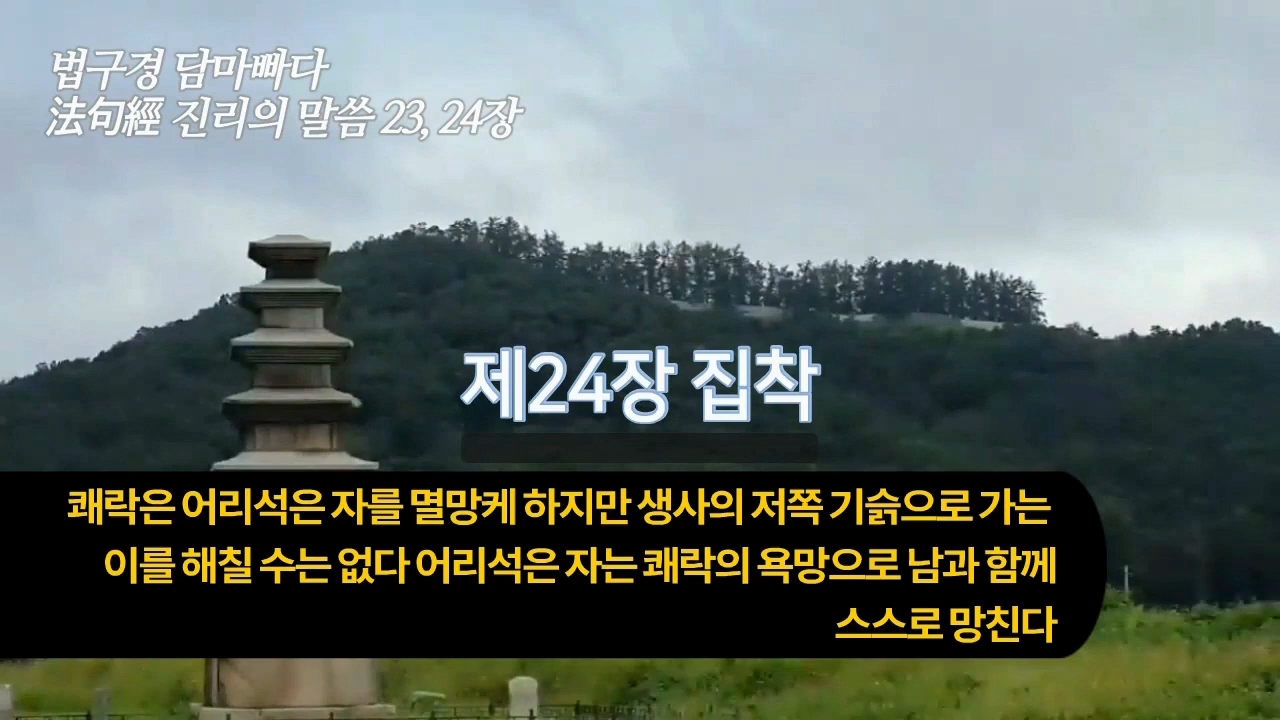 법구경 담마빠다
法句經 진리의 말씀 23, 24장
제24장 집착
쾌락은 어리석은 자를 멸망케 하지만 생사의 저쪽 기슭으로 가는
이를 해칠 수는 없다 어리석은 자는 쾌락의 욕망으로 남과 함께
스스로 망친다